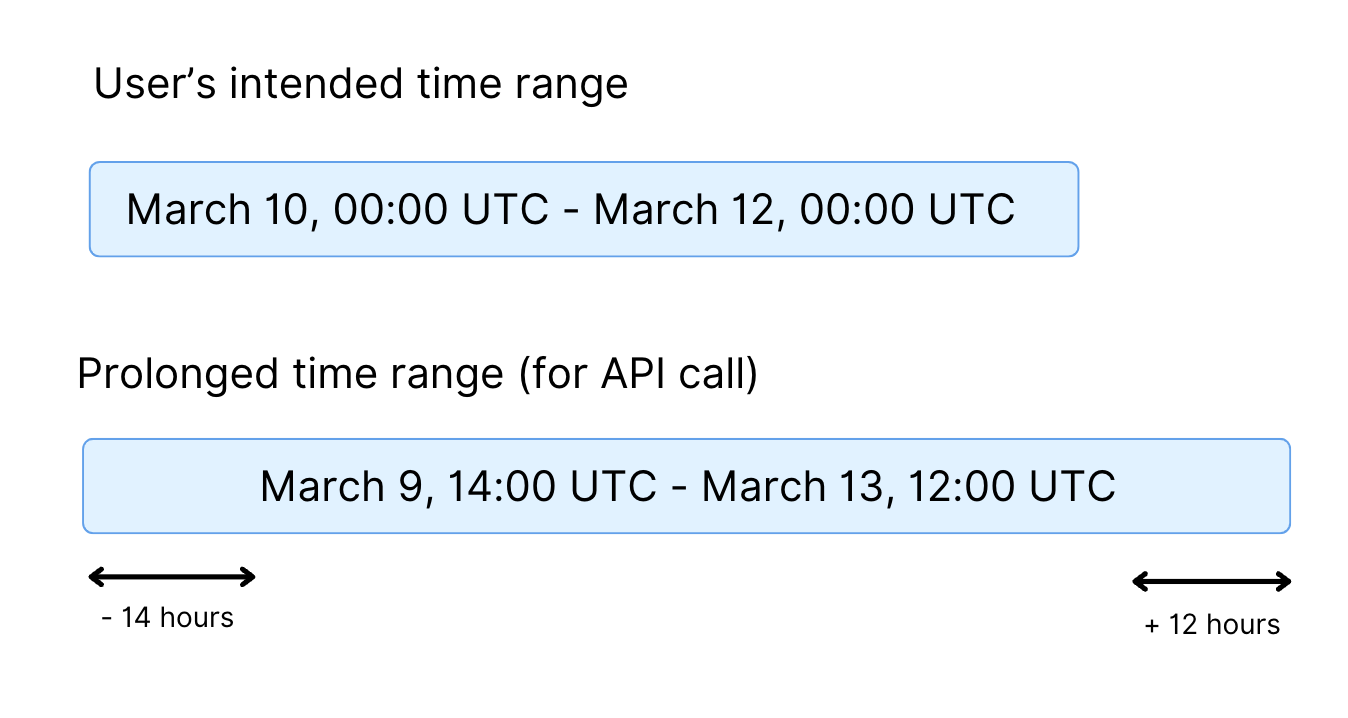 User’s intended time range
March 10, 00:00 UTC - March 12, 00:00 UTC
Prolonged time range (for API call)
March 9, 14:00 UTC - March 13, 12:00 UTC
- 14 hours
+ 12 hours